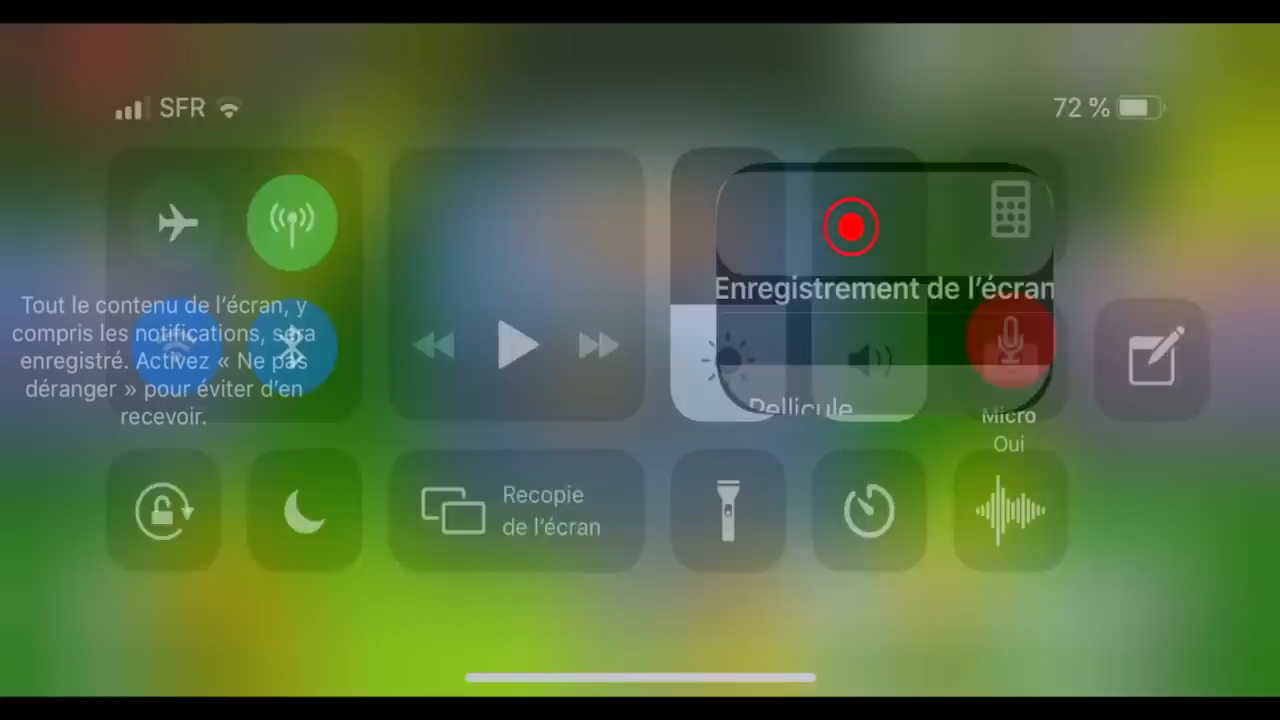 SFR
72 %
Enregistrement de l'écran
Tout le contenu de l'écran, y
compris les notifications, sera
enregistré. Activez « Ne pas
déranger » pour éviter d'en
recevoir.
Pellicule
Micro
Oui
Recopie
de l'écran